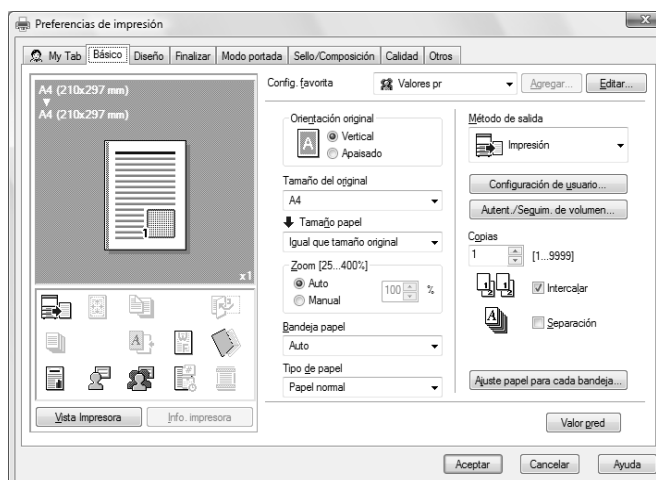 Preferencias de impresión
My Tab Básico Diseño Finalizar Modo portada Sello/Composición Calidad Otros
A4 (210x297 mm)
A4 (210x297 mm)
1
x1
Vista Impresora Info. impresora
Config. favorita Valores pr Agregar... Editar...
Orientación original
A
Vertical
Apaisado
Tamaño del original
A4
Tamaño papel
Igual que tamaño original
Zoom [25...400%]
Auto
Manual
100 %
Bandeja papel
Auto
Tipo de papel
Papel normal
Método de salida
Impresión
Configuración de usuario...
Autent./Seguim. de volumen...
Copias
1 [1...9999]
Intercalar
Separación
Ajuste papel para cada bandeja...
Valor pred
Aceptar Cancelar Ayuda